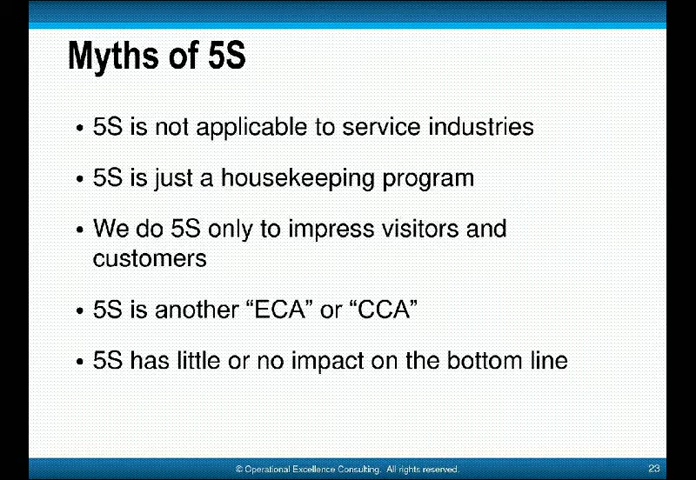 Myths of 5S
• 5S is not applicable to service industries
• 5S is just a housekeeping program
• We do 5S only to impress visitors and
customers
• 5S is another “ECA” or “CCA”
• 5S has little or no impact on the bottom line
© Operational Excellence Consulting. All rights reserved.
23